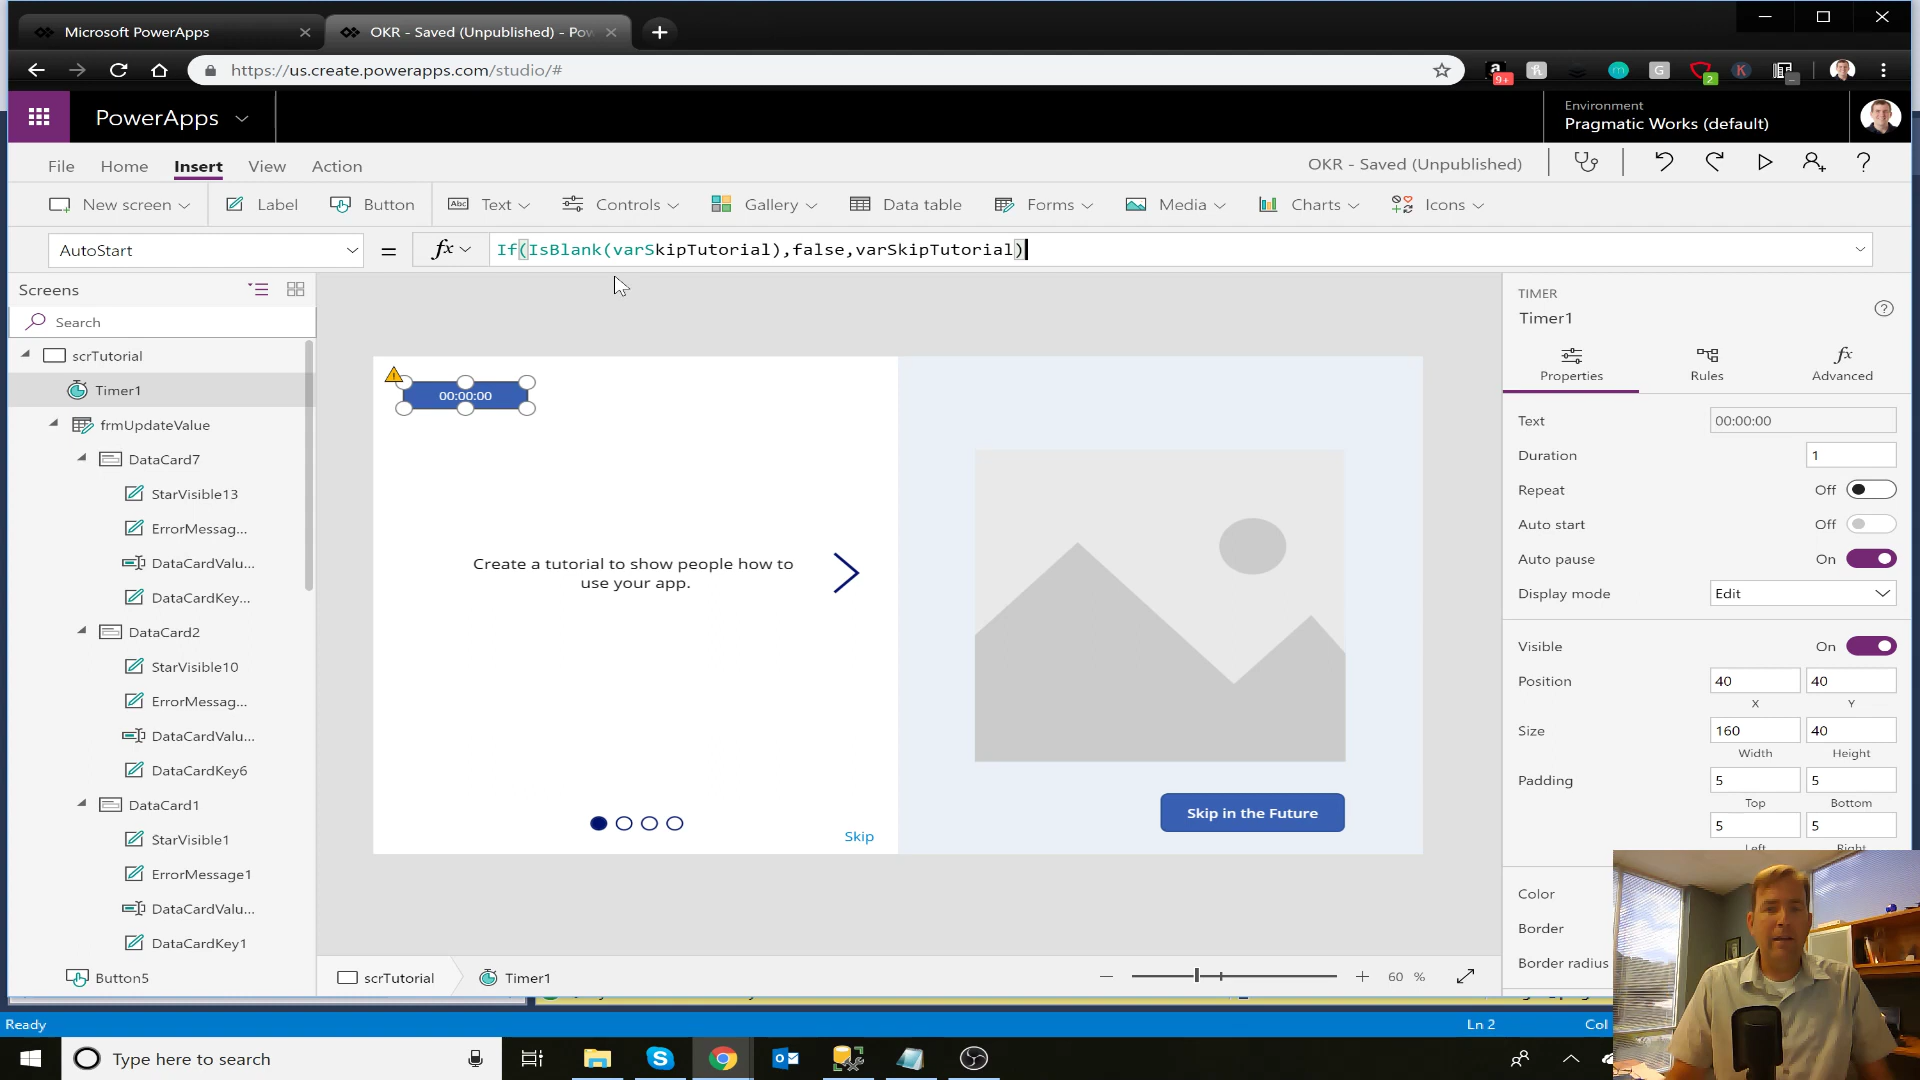 Microsoft PowerApps
OKR - Saved (Unpublished) - Pow
https://us.create.powerapps.com/studio/#
9+
G
2
K
PowerApps
Environment
Pragmatic Works (default)
File Home Insert View Action
OKR - Saved (Unpublished)
New screen Label Button Abc Text Controls Gallery Data table Forms Media Charts Icons
AutoStart = fx If(IsBlank(varSkipTutorial),false,varSkipTutorial)
Screens
Search
scrTutorial
Timer1
frmUpdateValue
DataCard7
StarVisible13
ErrorMessag...
DataCardValu...
DataCardKey...
DataCard2
StarVisible10
ErrorMessag...
DataCardValu...
DataCardKey6
DataCard1
StarVisible1
ErrorMessage1
DataCardValu...
DataCardKey1
Button5
00:00:00
Create a tutorial to show people how to
use your app.
Skip
Skip in the Future
scrTutorial Timer1
60 %
TIMER
Timer1
Properties Rules Advanced
Text 00:00:00
Duration 1
Repeat Off
Auto start Off
Auto pause On
Display mode Edit
Visible On
Position 40 40
X Y
Size 160 40
Width Height
Padding 5 5
Top Bottom
5 5
Left Right
Color
Border
Border radius
Ready Ln 2 Col
Type here to search